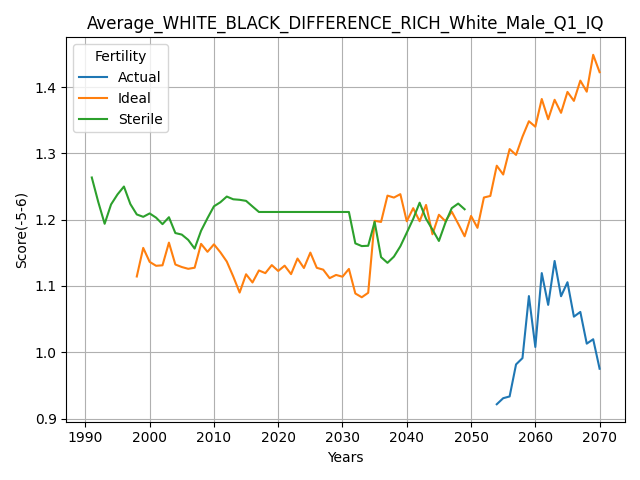 Average_WHITE_BLACK_DIFFERENCE_RICH_White_Male_Q1_IQ
Fertility
Actual
Ideal
Sterile
Score(-5-6)
1.4
1.3
1.2
1.1
1.0
0.9
1990 2000 2010 2020 2030 2040 2050 2060 2070
Years